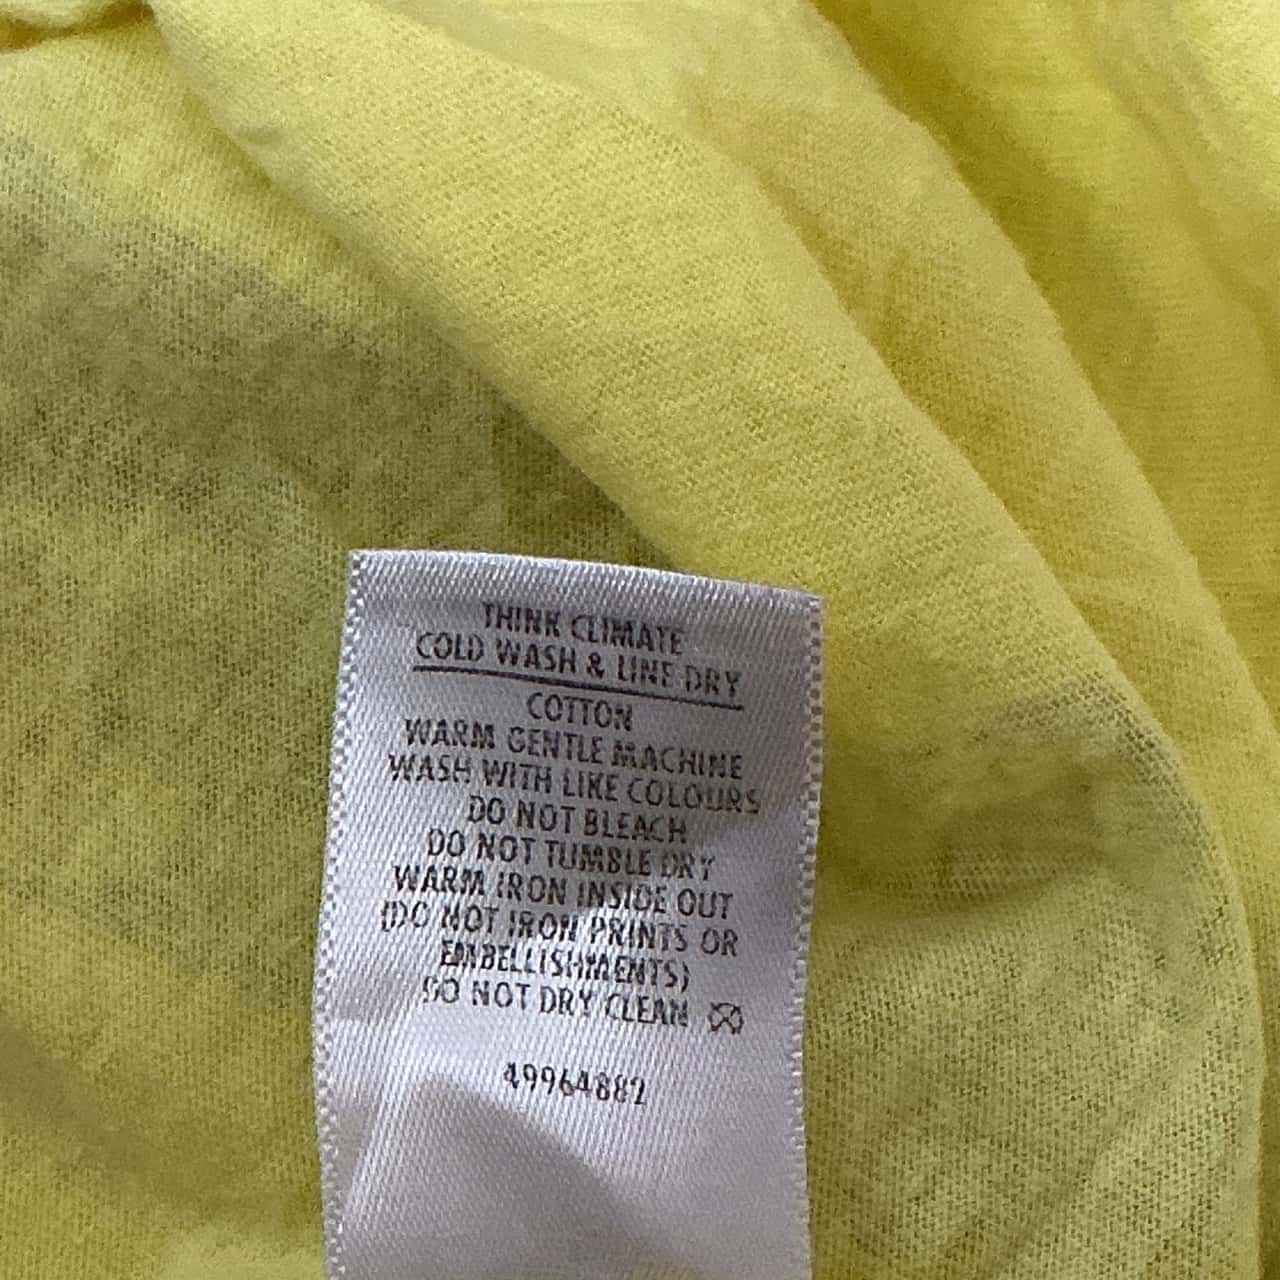 THINK CLIMATE
COLD WASH & LINE DRY
COTTON
WARM GENTLE MACHINE
WASH WITH LIKE COLOURS
DO NOT BLEACH
DO NOT TUMBLE DRY
WARM IRON INSIDE OUT
(DO NOT IRON PRINTS OR
EMBELLISHMENTS)
DO NOT DRY CLEAN
49964882